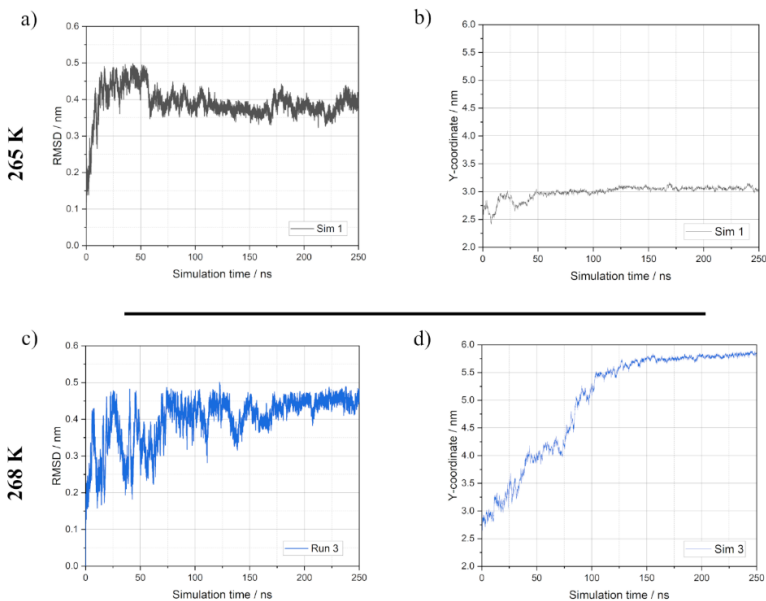 a)
0.6
0.5
0.4
0.3
0.2
0.1
0.0
RMSD / nm
0 50 100 150 200 250
Simulation time / ns
Sim 1
b)
6.0
5.5
5.0
4.5
4.0
3.5
3.0
2.5
2.0
Y-coordinate / nm
0 50 100 150 200 250
Simulation time / ns
Sim 1
265 K
c)
0.6
0.5
0.4
0.3
0.2
0.1
0.0
RMSD / nm
0 50 100 150 200 250
Simulation time / ns
Run 3
d)
6.0
5.5
5.0
4.5
4.0
3.5
3.0
2.5
2.0
Y-coordinate / nm
0 50 100 150 200 250
Simulation time / ns
Sim 3
268 K